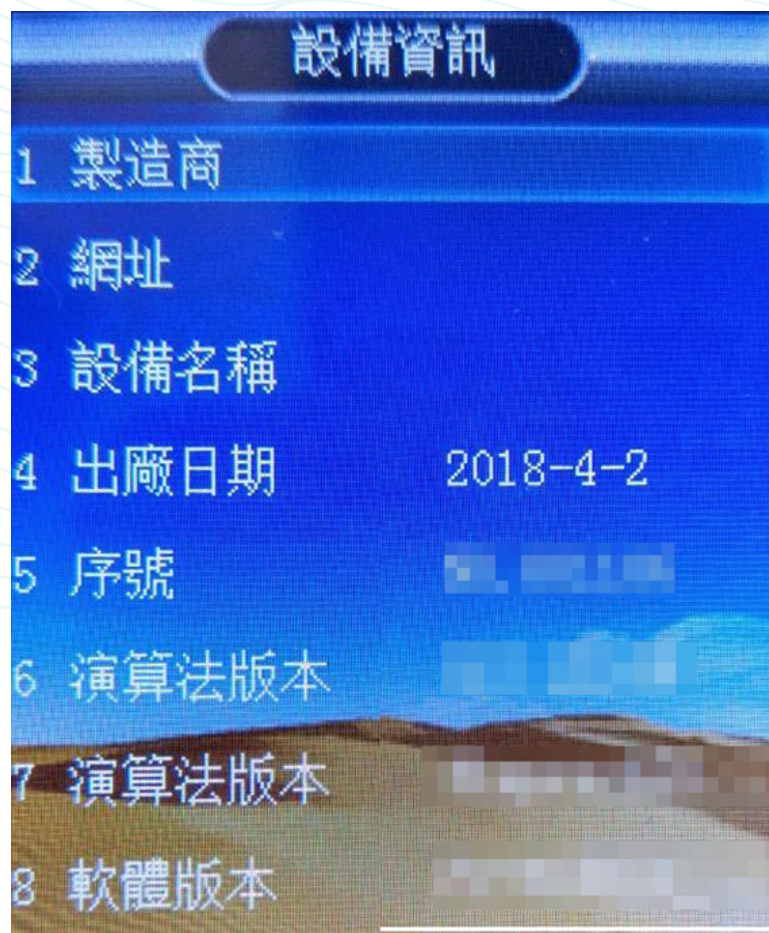 設備資訊
1 製造商
2 網址
3 設備名稱
4 出廠日期 2018-4-2
5 序號
6 演算法版本
7 演算法版本
8 軟體版本